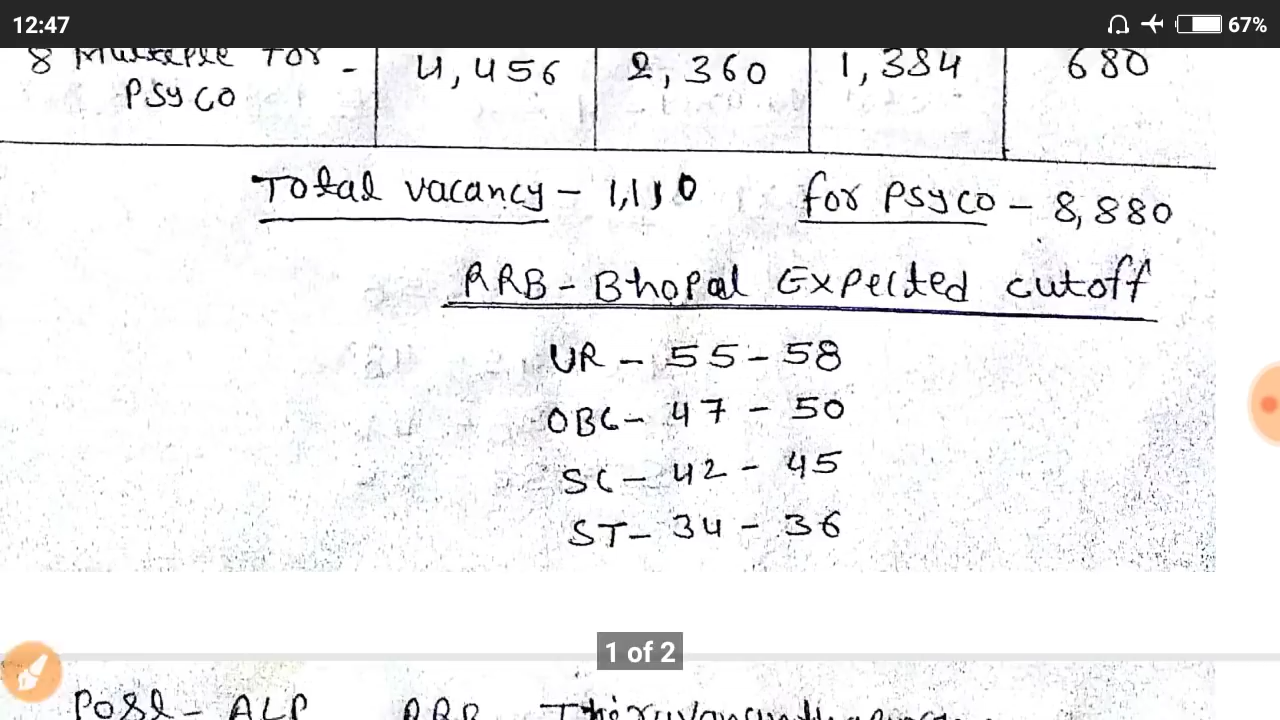 12:47 67%
8 Multiple For - 4,456 2,360 1,384 680
Psyco
Total vacancy - 1,110 for Psyco - 8,880
RRB - Bhopal Expected cutoff
UR - 55 - 58
OBC - 47 - 50
SC - 42 - 45
ST - 34 - 36
1 of 2
Post - ALP RRB Thiruvananthapuram